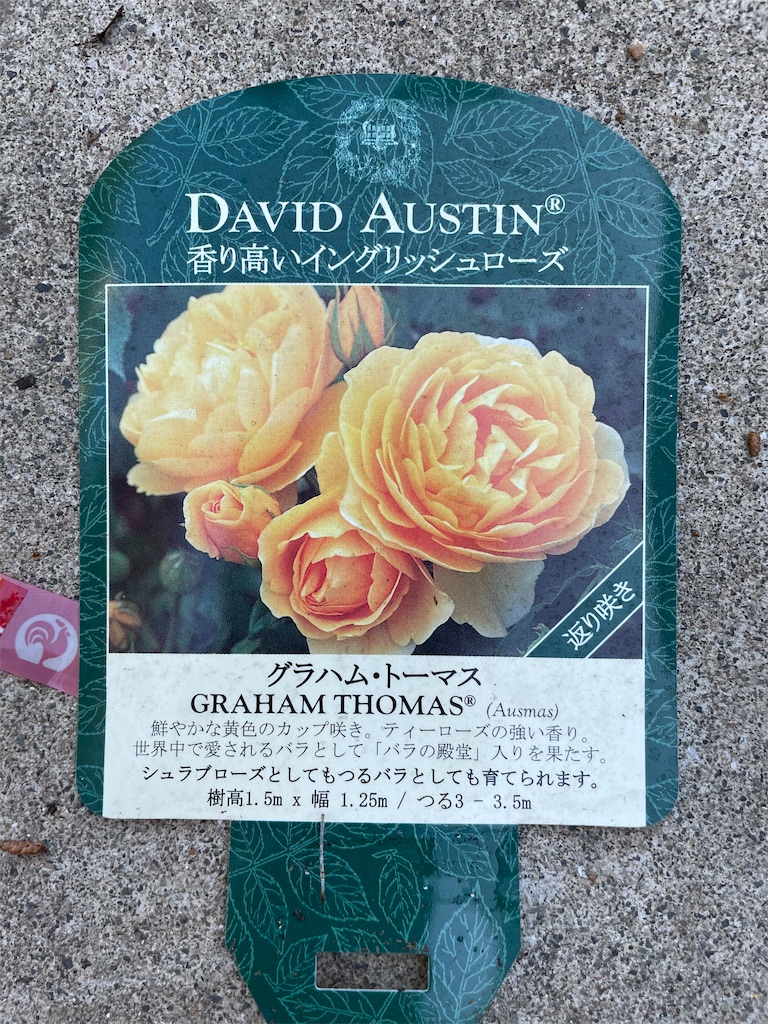 DAVID AUSTIN®
香り高いイングリッシュローズ
返り咲き
グラハム・トーマス
GRAHAM THOMAS® (Ausmas)
鮮やかな黄色のカップ咲き。ティーローズの強い香り。
世界中で愛されるバラとして「バラの殿堂」入りを果たす。
シュラブローズとしてもつるバラとしても育てられます。
樹高1.5m x 幅 1.25m / つる3 - 3.5m